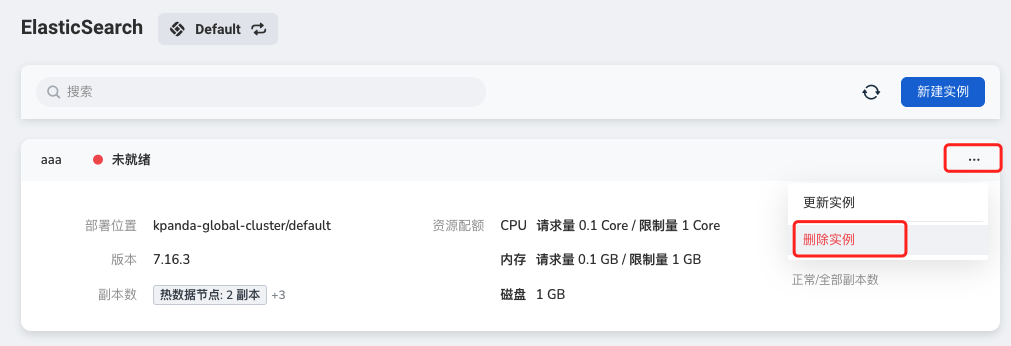 ElasticSearch Default
搜索 新建实例
aaa 未就绪 ...
更新实例
部署位置 kpanda-global-cluster/default 资源配额 CPU 请求量 0.1 Core / 限制量 1 Core
删除实例
版本 7.16.3 内存 请求量 0.1 GB / 限制量 1 GB
正常/全部副本数
副本数 热数据节点: 2 副本 +3 磁盘 1 GB